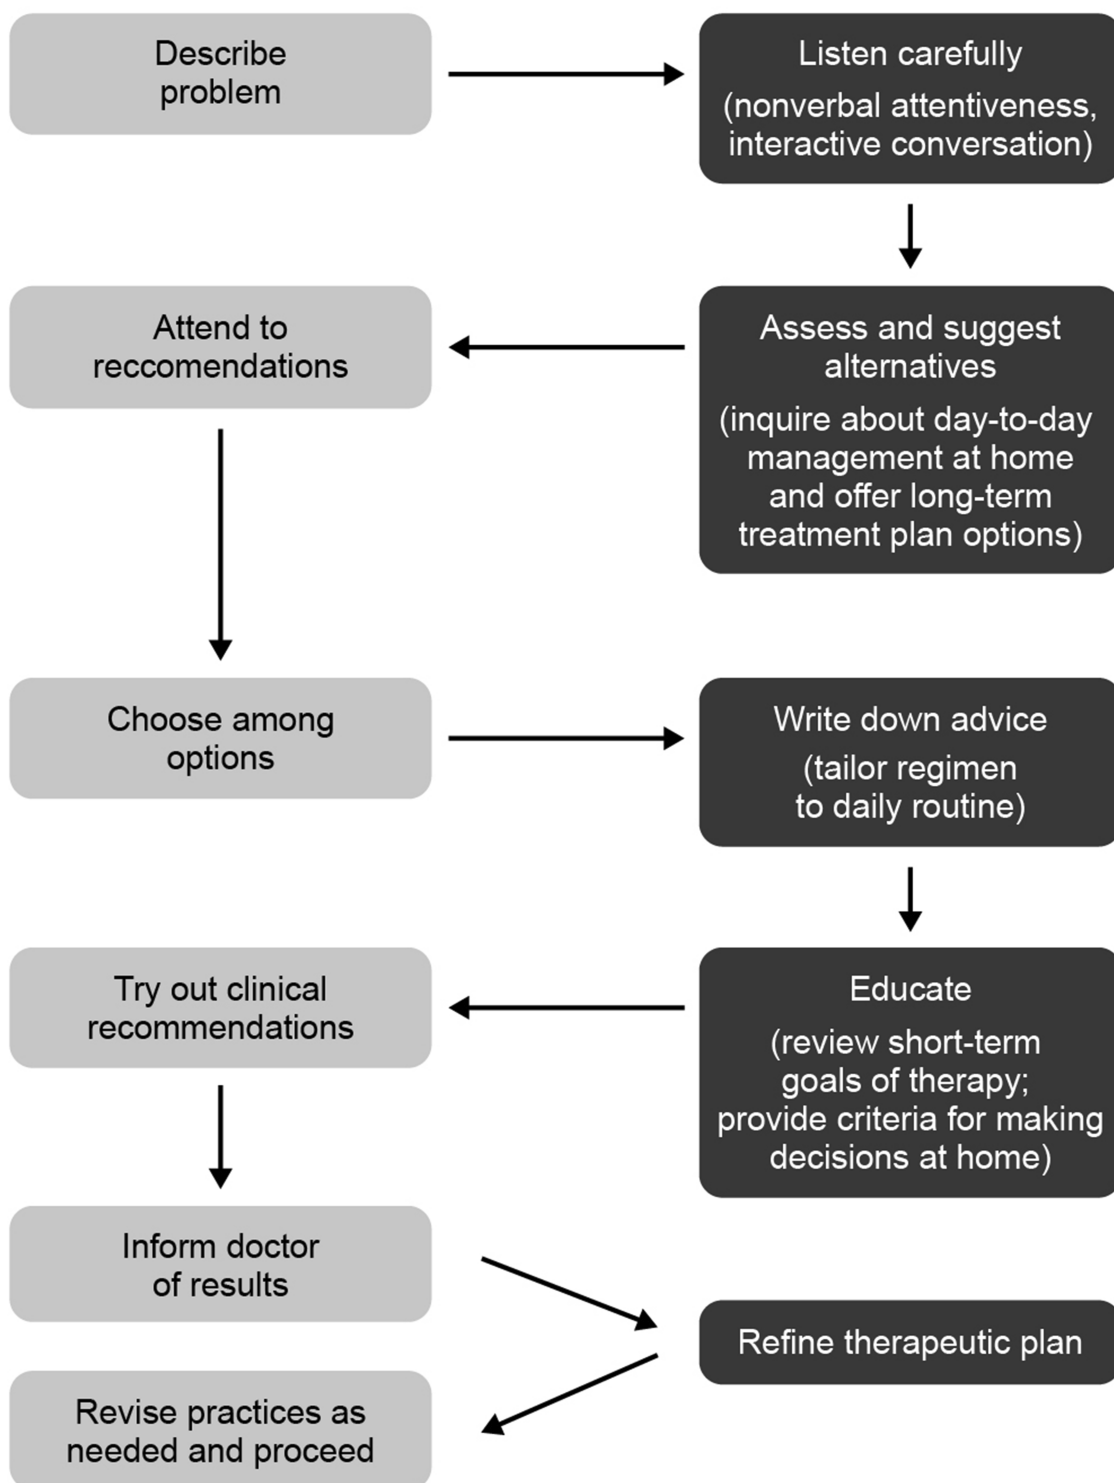 Describe
problem
Listen carefully
(nonverbal attentiveness,
interactive conversation)
Assess and suggest
alternatives
(inquire about day-to-day
management at home
and offer long-term
treatment plan options)
Attend to
reccomendations
Choose among
options
Write down advice
(tailor regimen
to daily routine)
Educate
(review short-term
goals of therapy;
provide criteria for making
decisions at home)
Try out clinical
recommendations
Inform doctor
of results
Refine therapeutic plan
Revise practices as
needed and proceed